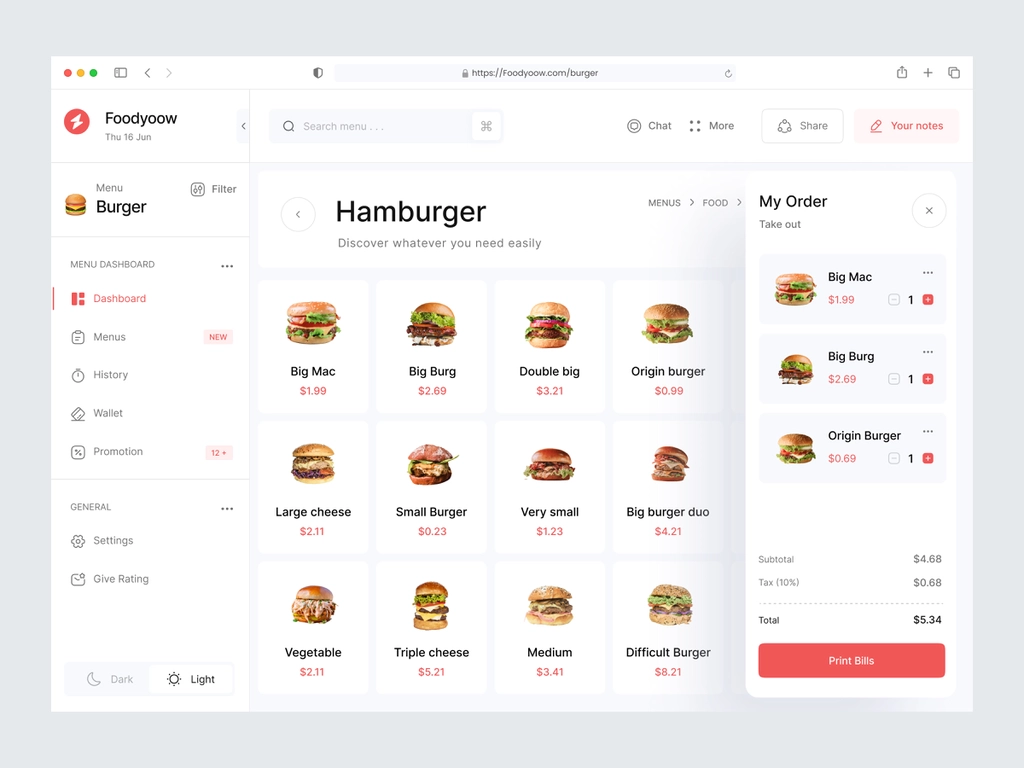 https://Foodyoow.com/burger
Foodyoow
Thu 16 Jun
Search menu . . .
⌘
Chat
More
Share
Your notes
Menu
Burger
Filter
MENU DASHBOARD
Dashboard
Menus
NEW
History
Wallet
Promotion
12 +
GENERAL
Settings
Give Rating
Dark
Light
Hamburger
Discover whatever you need easily
MENUS > FOOD >
Big Mac
$1.99
Big Burg
$2.69
Double big
$3.21
Origin burger
$0.99
Large cheese
$2.11
Small Burger
$0.23
Very small
$1.23
Big burger duo
$4.21
Vegetable
$2.11
Triple cheese
$5.21
Medium
$3.41
Difficult Burger
$8.21
My Order
Take out
Big Mac
$1.99
1
Big Burg
$2.69
1
Origin Burger
$0.69
1
Subtotal $4.68
Tax (10%) $0.68
Total $5.34
Print Bills